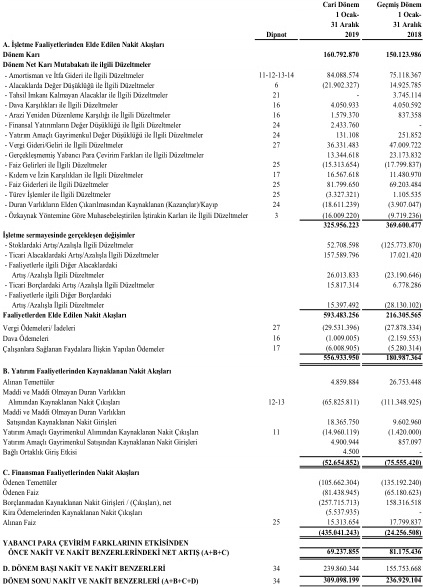 Cari Dönem Geçmiş Dönem
1 Ocak- 1 Ocak-
31 Aralık 31 Aralık
Dipnot 2019 2018
A. İşletme Faaliyetlerinden Elde Edilen Nakit Akışları
Dönem Karı 160.792.870 150.123.986
Dönem Net Karı Mutabakatı ile ilgili Düzeltmeler
- Amortisman ve İtfa Gideri ile İlgili Düzeltmeler 11-12-13-14 84.088.574 75.118.367
- Alacaklarda Değer Düşüklüğü ile İlgili Düzeltmeler 6 (21.902.327) 14.925.785
- Tahsil İmkanı Kalmayan Alacaklar ile İlgili Düzeltmeler 21 - 3.745.114
- Dava Karşılıkları ile İlgili Düzeltmeler 16 4.050.933 4.050.592
- Arazi Yeniden Düzenleme Karşılığı ile İlgili Düzeltmeler 16 1.579.370 837.358
- Finansal Yatırımların Değer Düşüklüğü ile İlgili Düzeltmeler 24 2.433.760 -
- Yatırım Amaçlı Gayrimenkul Değer Düşüklüğü ile İlgili Düzeltmeler 24 131.108 251.852
- Vergi Gideri/Geliri ile İlgili Düzeltmeler 27 36.331.483 47.009.722
- Gerçekleşmemiş Yabancı Para Çevirim Farkları ile İlgili Düzeltmeler 13.344.618 23.173.832
- Faiz Gelirleri ile İlgili Düzeltmeler 25 (15.313.654) (17.799.837)
- Kıdem ve İzin Karşılıkları ile İlgili Düzeltmeler 17 16.567.618 11.480.970
- Faiz Giderleri ile İlgili Düzeltmeler 25 81.799.650 69.203.484
- Türev İşlemler ile İlgili Düzeltmeler 25 (3.327.321) 1.105.535
- Duran Varlıkların Elden Çıkarılmasından Kaynaklanan (Kazançlar)/Kayıp 24 (18.611.239) (3.907.047)
- Özkaynak Yönetimine Göre Muhasebeleştirilen İştirakin Karları ile İlgili Düzeltmeler 3 (16.009.220) (9.719.236)
325.956.223 369.600.477
İşletme sermayesinde gerçekleşen değişimler
- Stoklardaki Artış/Azalışla İlgili Düzeltmeler 52.708.598 (125.773.870)
- Ticari Alacaklardaki Artış/Azalışla İlgili Düzeltmeler 157.589.796 17.021.420
- Faaliyetlerle ilgili Diğer Alacaklardaki
Artış /Azalışla İlgili Düzeltmeler 26.013.833 (23.190.646)
- Ticari Borçlardaki Artış /Azalışla İlgili Düzeltmeler 15.817.314 6.778.286
- Faaliyetlerle ilgili Diğer Borçlardaki
Artış /Azalışla İlgili Düzeltmeler 15.397.492 (28.130.102)
Faaliyetlerden Elde Edilen Nakit Akışları 593.483.256 216.305.565
Vergi Ödemeleri/ İadeleri 27 (29.531.396) (27.878.334)
Dava Ödemeleri 16 (1.009.005) (2.159.553)
Çalışanlara Sağlanan Faydalara İlişkin Yapılan Ödemeler 17 (6.008.905) (5.280.314)
556.933.950 180.987.364
B. Yatırım Faaliyetlerinden Kaynaklanan Nakit Akışları
Alınan Temettüler 4.859.884 26.753.448
Maddi ve Maddi Olmayan Duran Varlıkları
Alımından Kaynaklanan Nakit Çıkışları 12-13 (65.825.811) (111.348.925)
Maddi ve Maddi Olmayan Duran Varlıkları
Satışından Kaynaklanan Nakit Girişleri 18.365.750 9.602.960
Yatırım Amaçlı Gayrimenkul Alımından Kaynaklanan Nakit Çıkışları 11 (14.960.119) (1.420.000)
Yatırım Amaçlı Gayrimenkul Satışından Kaynaklanan Nakit Girişleri 4.900.944 857.097
Bağlı Ortaklık Giriş Etkisi 4.500 -
(52.654.852) (75.555.420)
C. Finansman Faaliyetlerinden Nakit Akışları
Ödenen Temettüler (105.662.304) (135.192.240)
Ödenen Faiz (81.438.945) (65.180.623)
Borçlanmadan Kaynaklanan Nakit Girişleri / (Çıkışları), net (257.715.713) 158.316.518
Kira Ödemelerinden Kaynaklanan Nakit Çıkışları (5.537.935) -
Alınan Faiz 25 15.313.654 17.799.837
(435.041.243) (24.256.508)
YABANCI PARA ÇEVİRİM FARKLARININ ETKİSİNDEN
ÖNCE NAKİT VE NAKİT BENZERLERİNDEKİ NET ARTIŞ (A+B+C) 69.237.855 81.175.436
D. DÖNEM BAŞI NAKİT VE NAKİT BENZERLERİ 34 239.860.344 155.753.668
DÖNEM SONU NAKİT VE NAKİT BENZERLERİ (A+B+C+D) 34 309.098.199 236.929.104